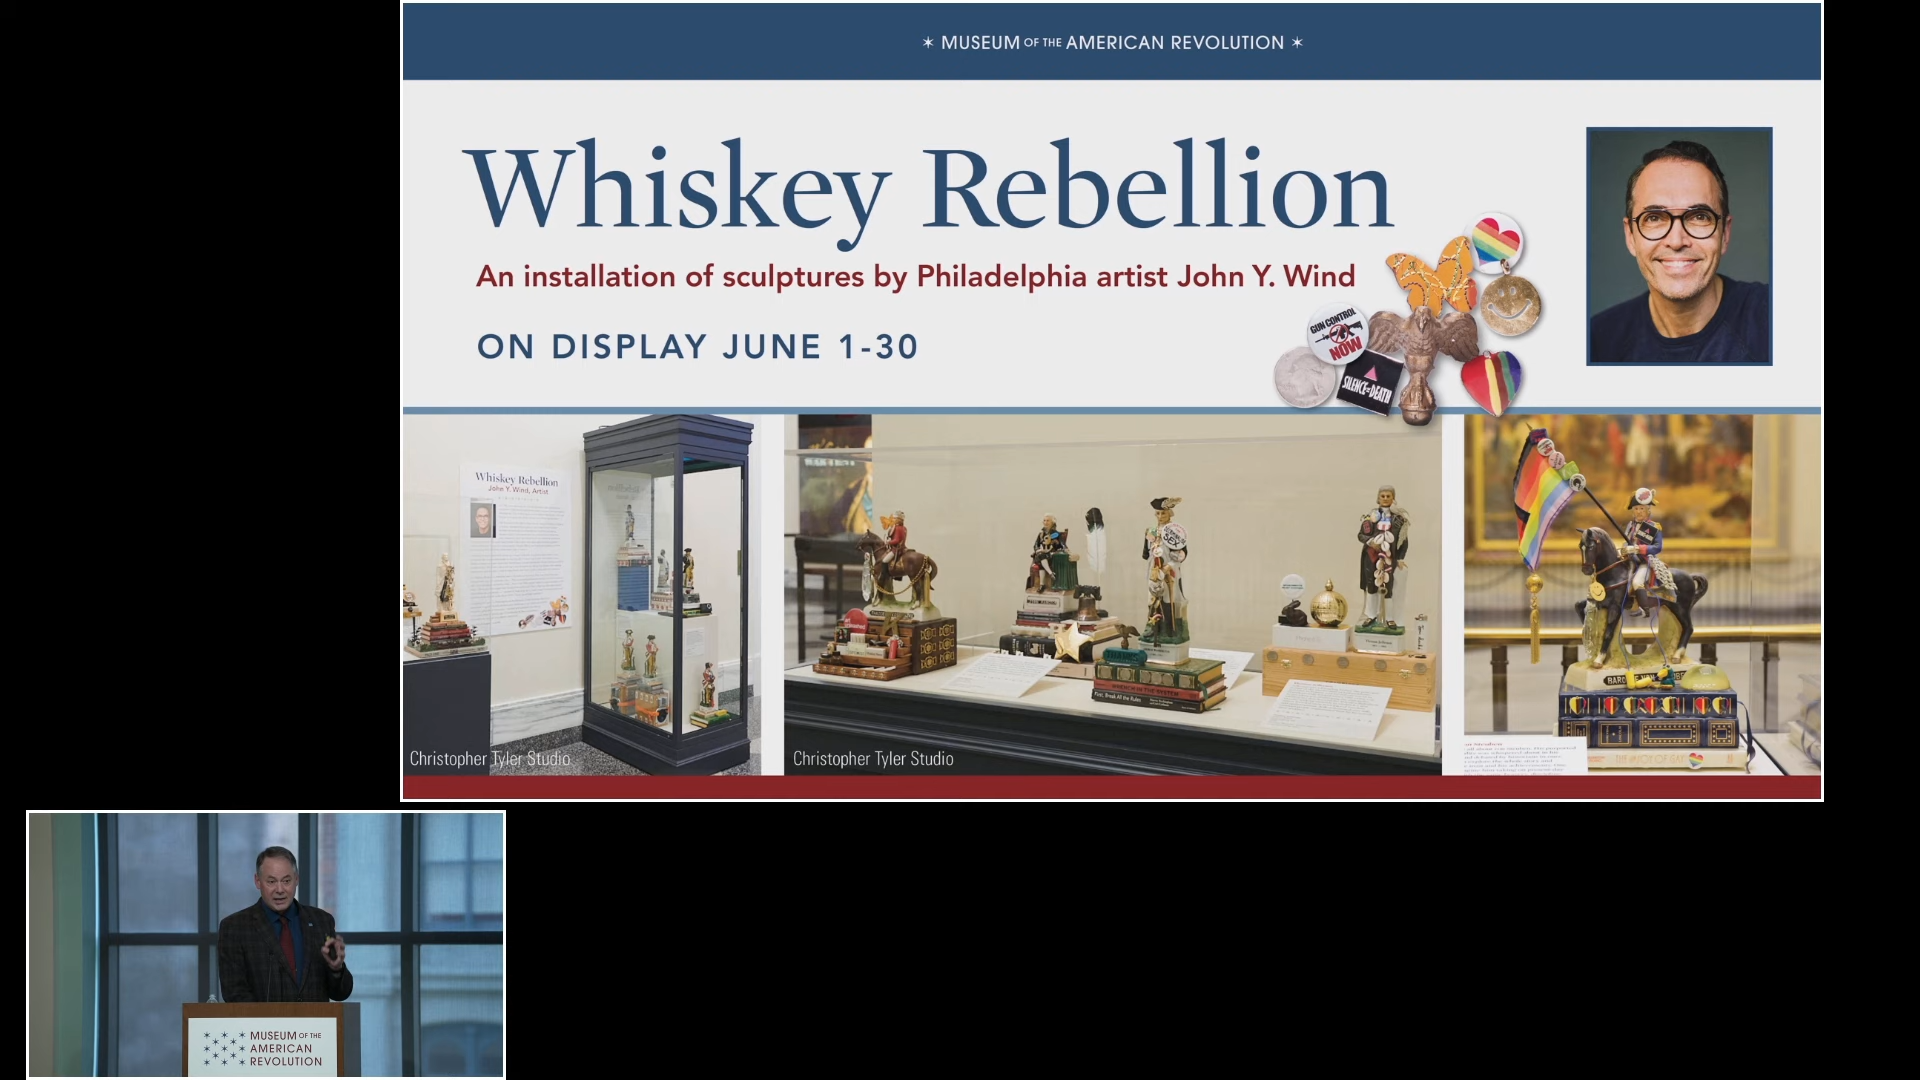 MUSEUM OF THE AMERICAN REVOLUTION
Whiskey Rebellion
An installation of sculptures by Philadelphia artist John Y. Wind
ON DISPLAY JUNE 1-30
GUN CONTROL
NOW
SILENCE=DEATH
Whiskey Rebellion
John Y. Wind, Artist
SEX
Christopher Tyler Studio
Christopher Tyler Studio
MUSEUM OF THE
AMERICAN
REVOLUTION